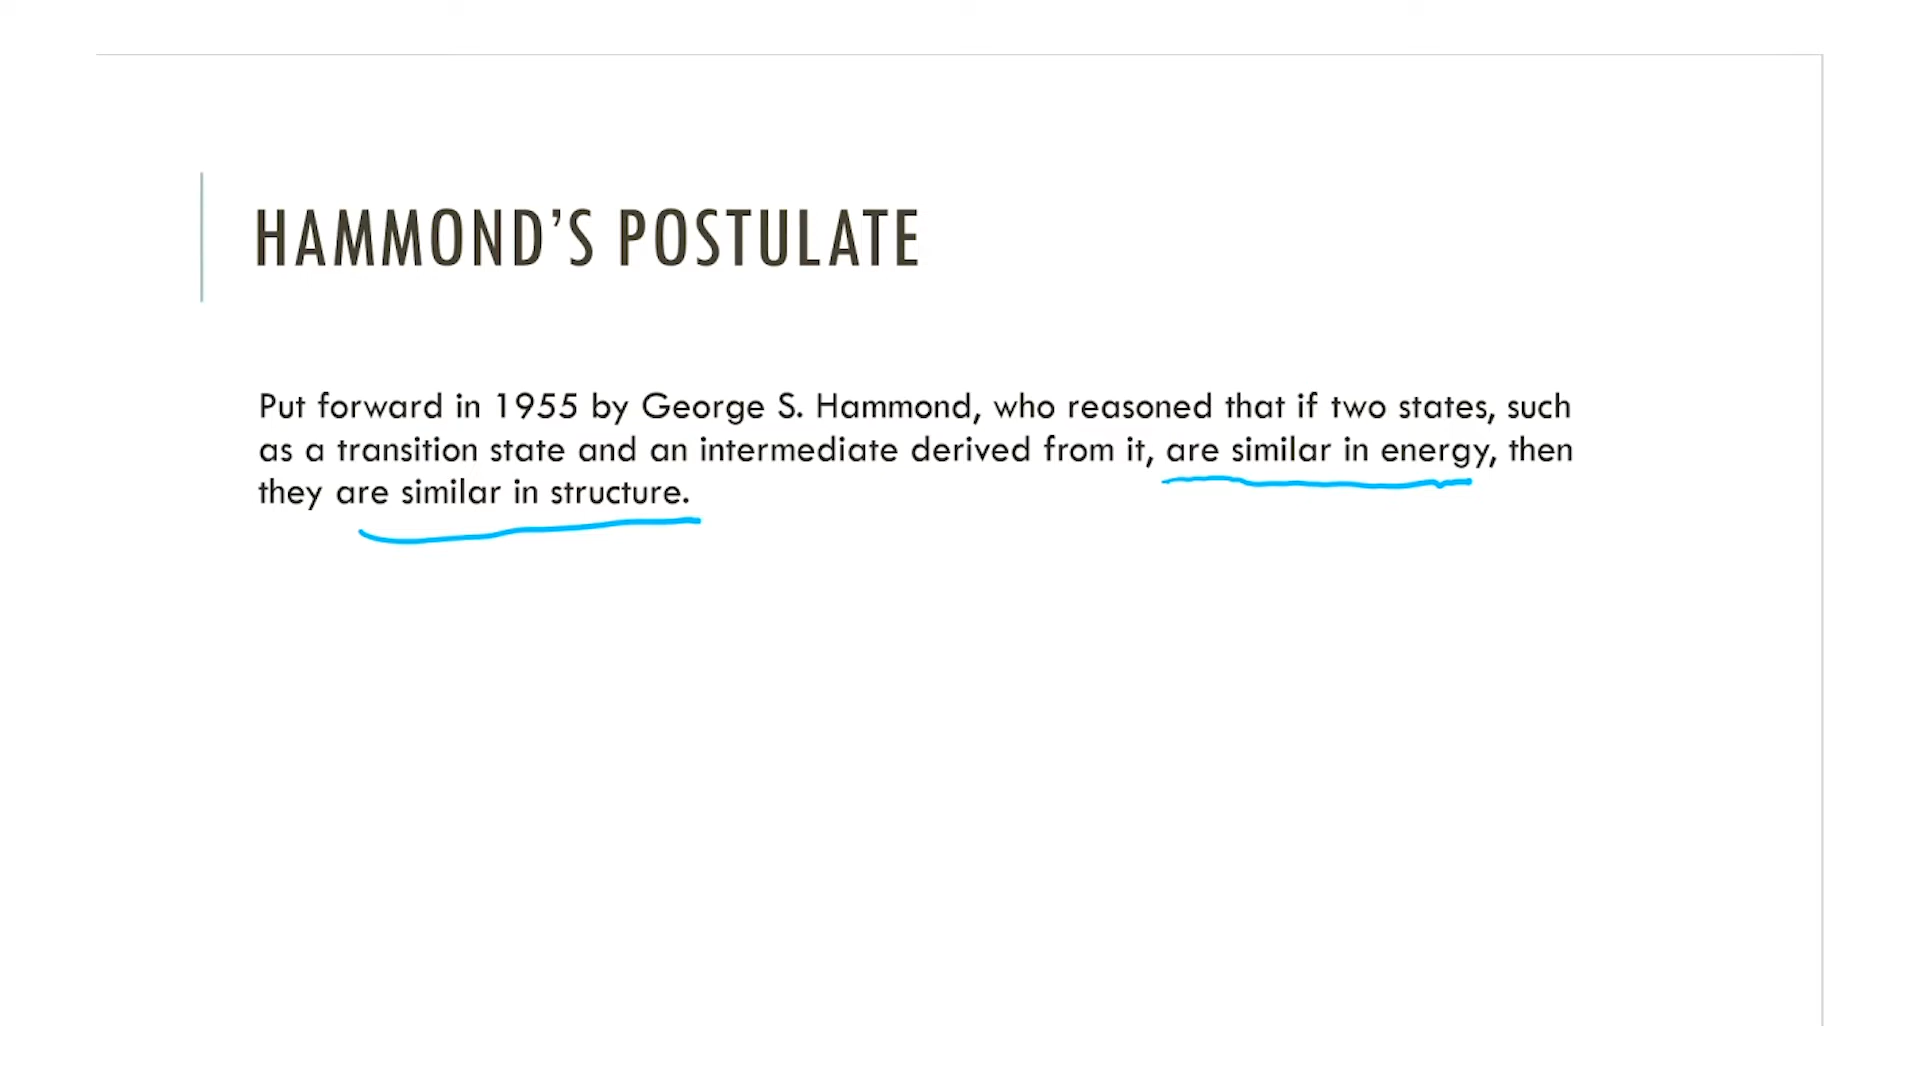 HAMMOND’S POSTULATE
Put forward in 1955 by George S. Hammond, who reasoned that if two states, such
as a transition state and an intermediate derived from it, are similar in energy, then
they are similar in structure.